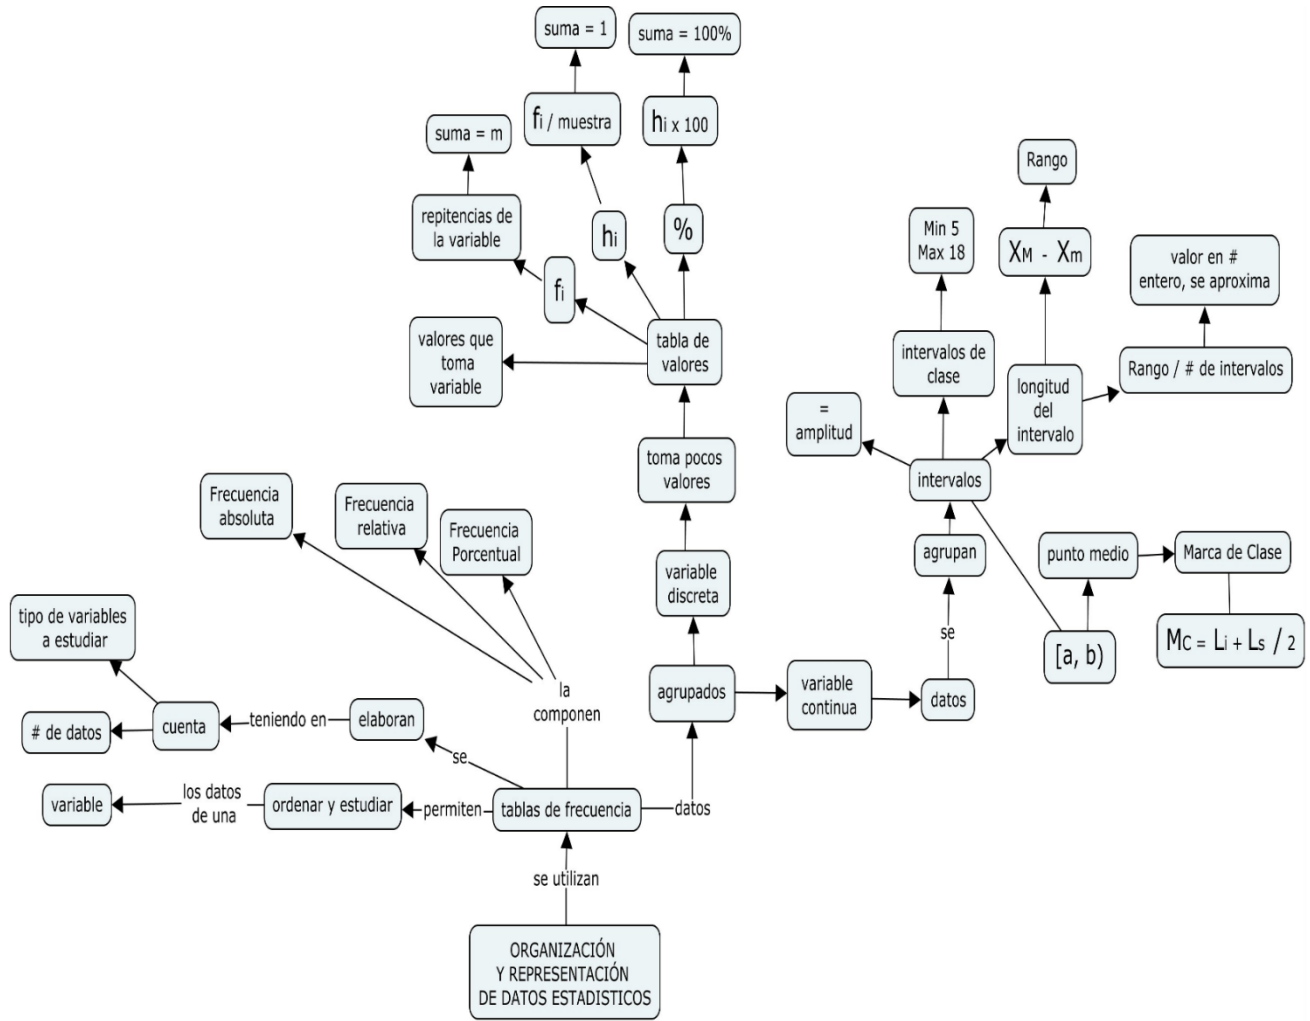 suma = 1
suma = 100%
fi / muestra
hi x 100
suma = m
Rango
repitencias de
la variable
hi
%
Min 5
Max 18
XM - Xm
valor en #
entero, se aproxima
fi
valores que
toma
variable
tabla de
valores
intervalos de
clase
longitud
del
intervalo
Rango / # de intervalos
=
amplitud
toma pocos
valores
intervalos
Frecuencia
absoluta
Frecuencia
relativa
Frecuencia
Porcentual
variable
discreta
agrupan
punto medio
Marca de Clase
tipo de variables
a estudiar
se
[a, b)
MC = Li + Ls / 2
la
componen
agrupados
variable
continua
datos
# de datos
cuenta
teniendo en
elaboran
se
variable
los datos
de una
ordenar y estudiar
permiten
tablas de frecuencia
datos
se utilizan
ORGANIZACIÓN
Y REPRESENTACIÓN
DE DATOS ESTADISTICOS